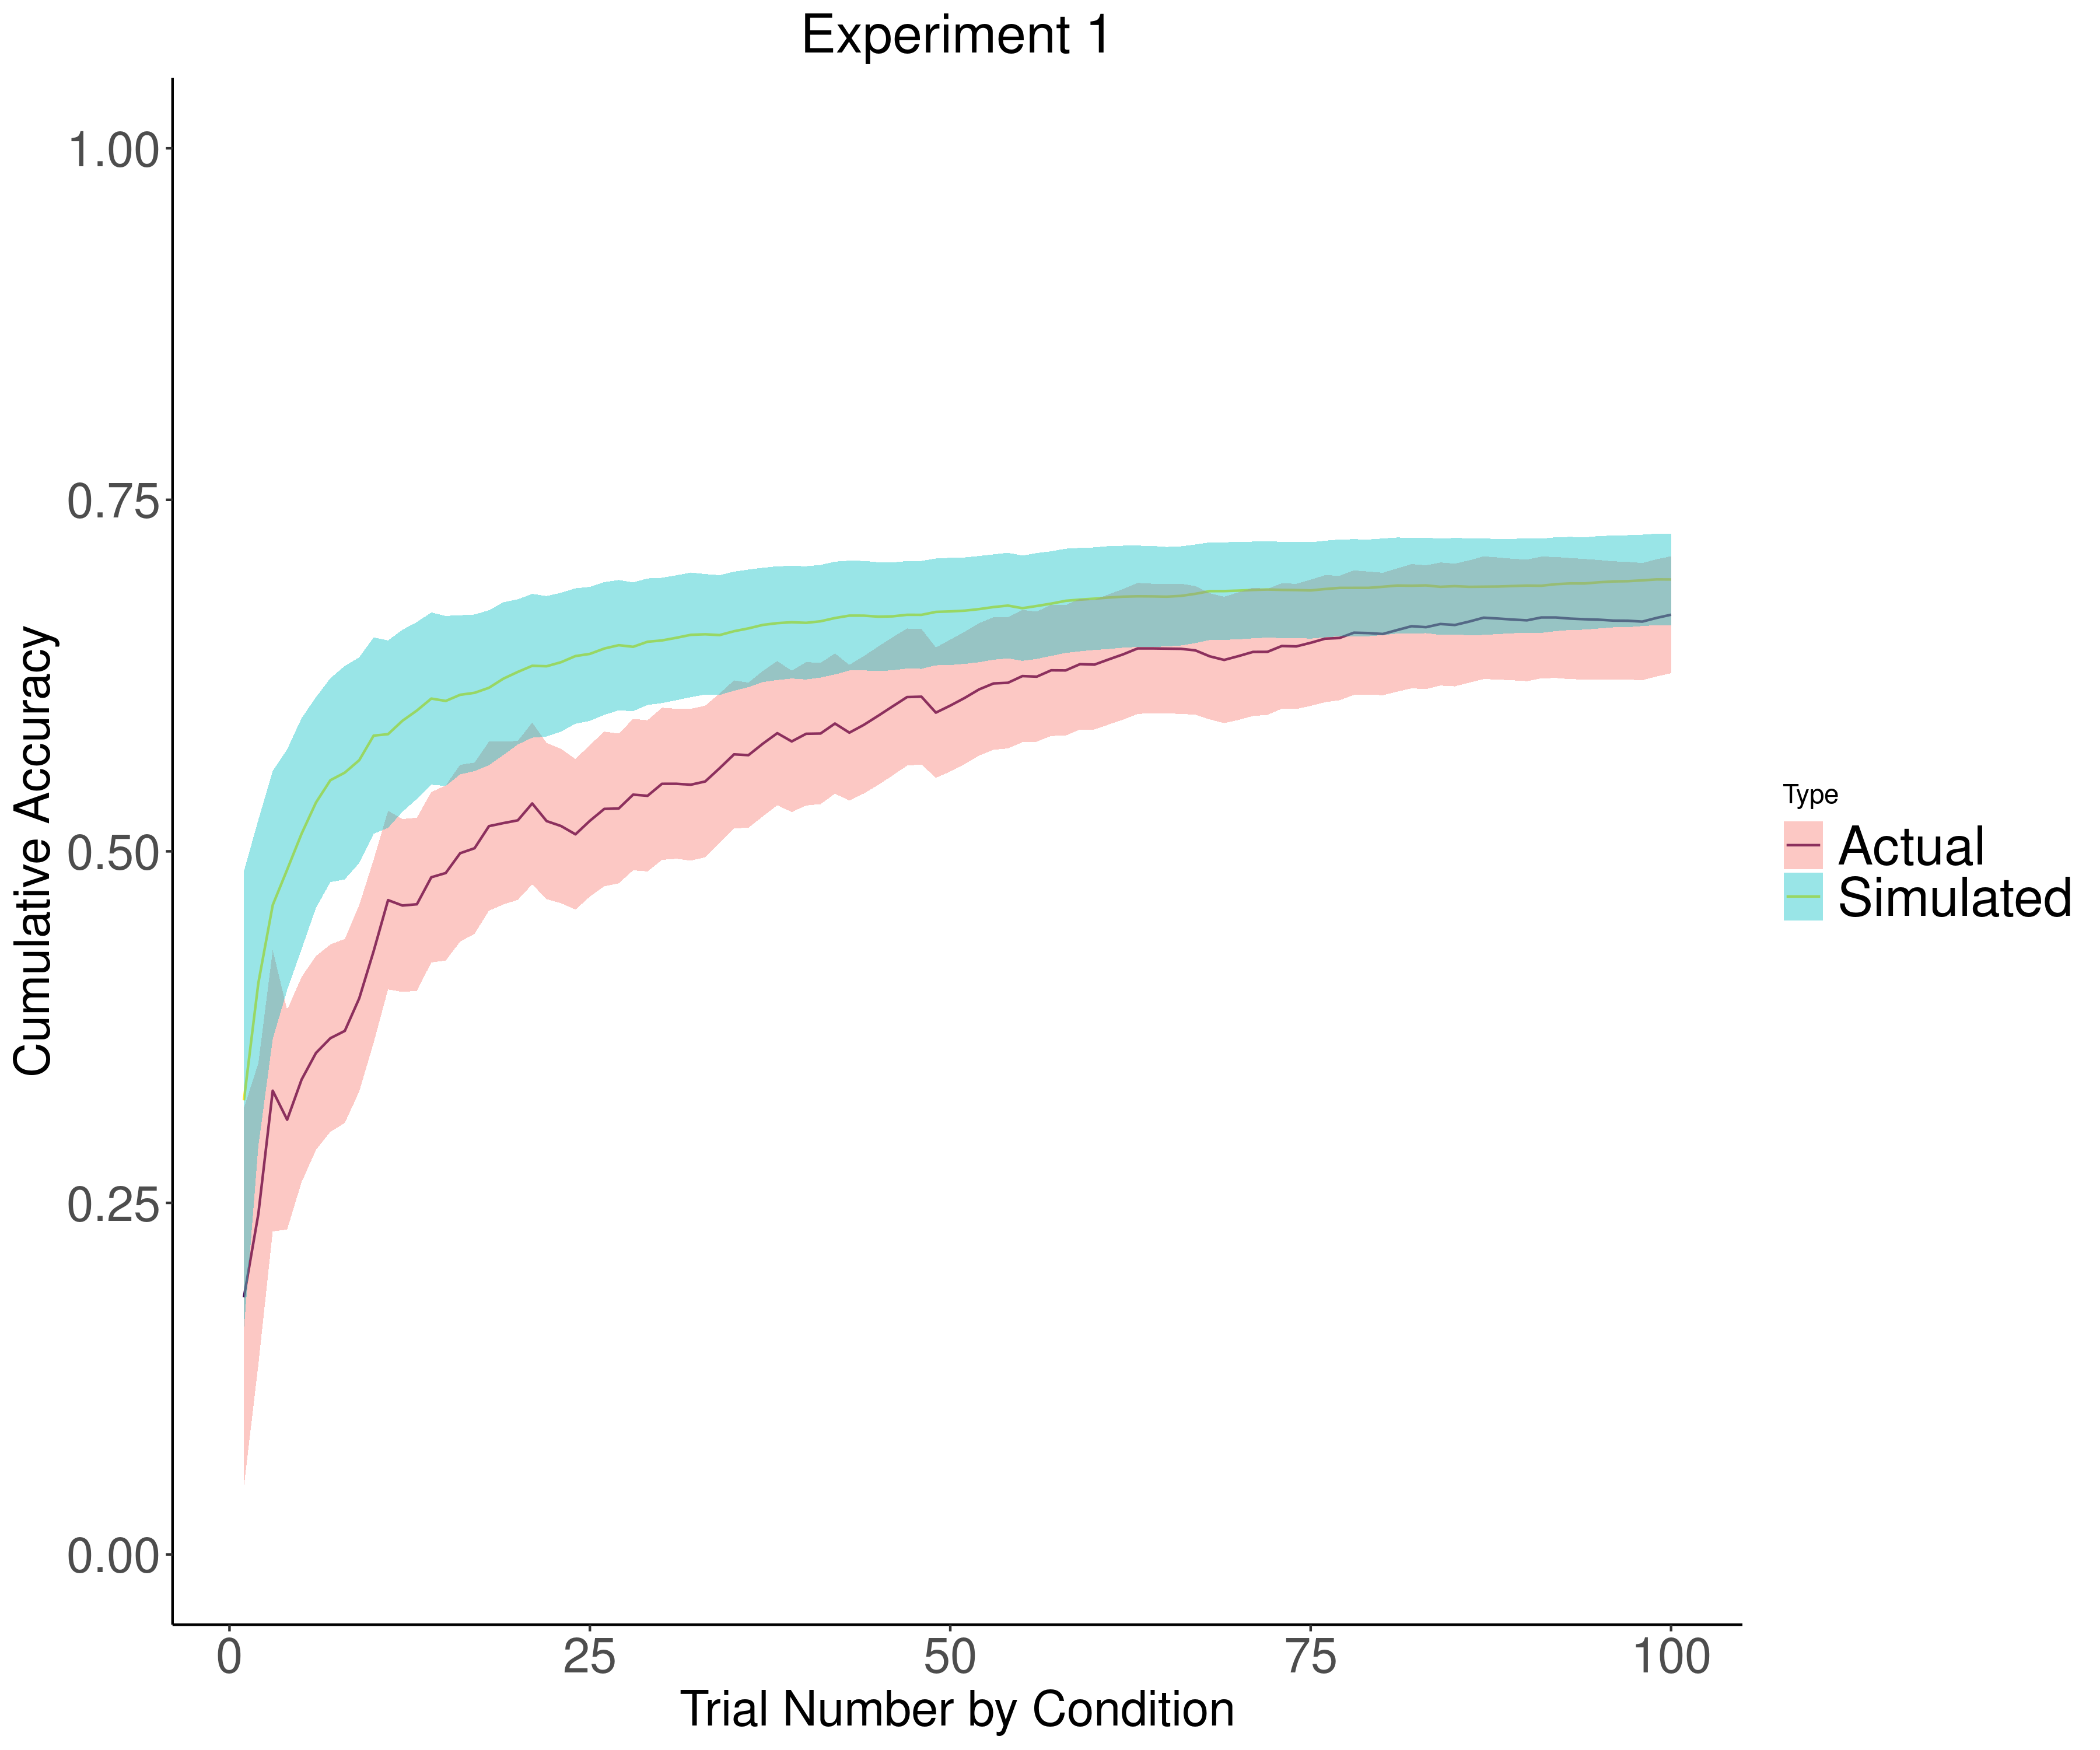 Experiment 1
1.00
0.75
0.50
0.25
0.00
Cumulative Accuracy
0 25 50 75 100
Trial Number by Condition
Type
Actual
Simulated